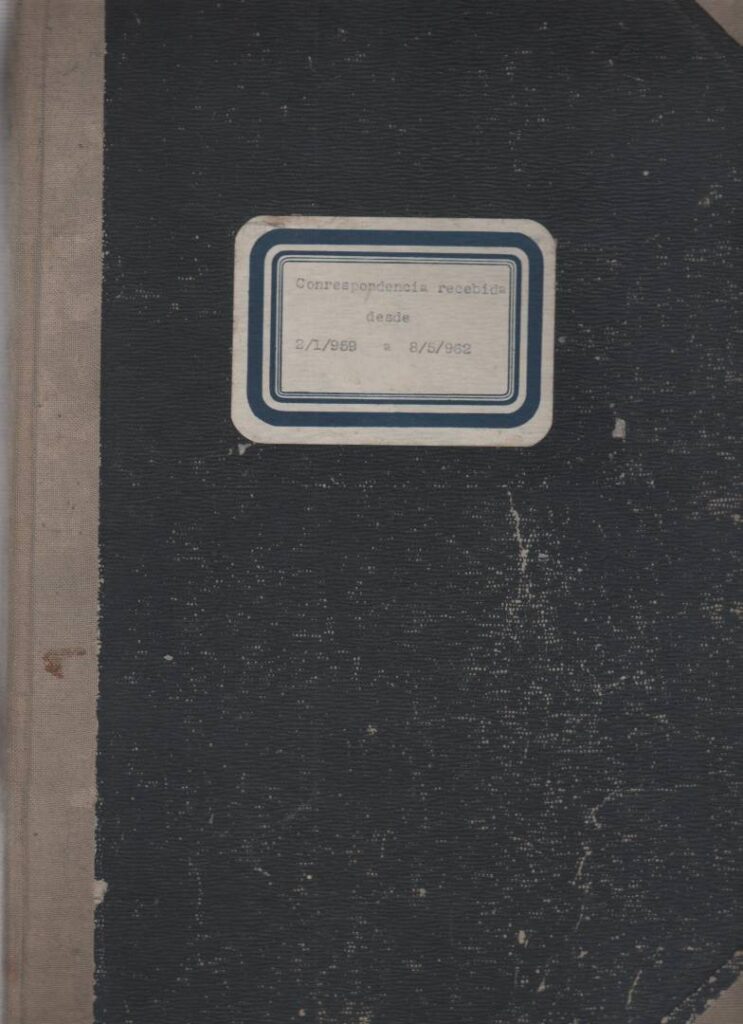 Conrespondencia recebida
desde
2/1/959 a 8/5/962